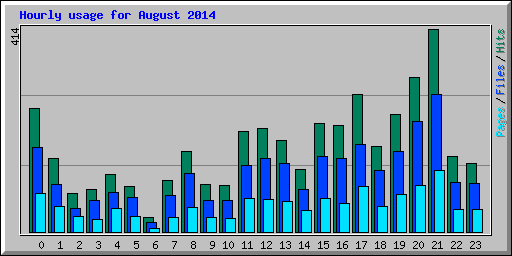 Hourly usage for August 2014
414
Pages/Files/Hits
0 1 2 3 4 5 6 7 8 9 10 11 12 13 14 15 16 17 18 19 20 21 22 23